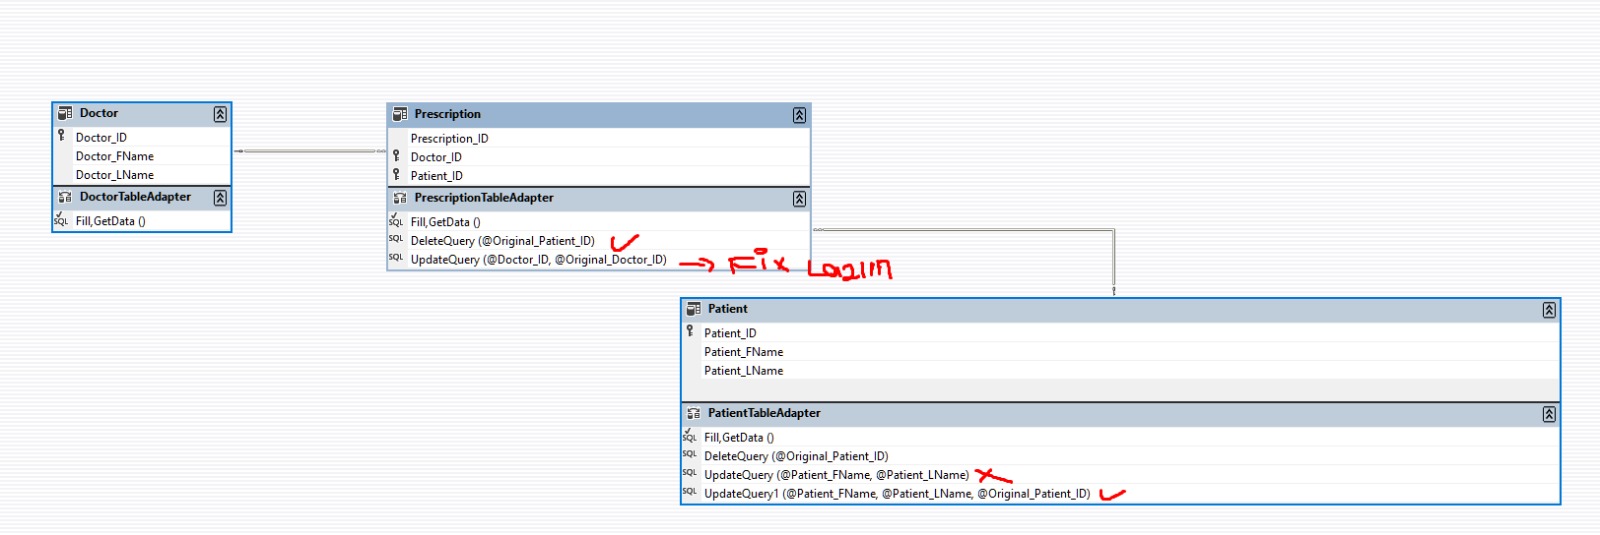 Doctor
Doctor_ID
Doctor_FName
Doctor_LName
DoctorTableAdapter
SQL Fill,GetData ()
Prescription
Prescription_ID
Doctor_ID
Patient_ID
PrescriptionTableAdapter
SQL Fill,GetData ()
SQL DeleteQuery (@Original_Patient_ID)
SQL UpdateQuery (@Doctor_ID, @Original_Doctor_ID) → Fix Lazım
Patient
Patient_ID
Patient_FName
Patient_LName
PatientTableAdapter
SQL Fill,GetData ()
SQL DeleteQuery (@Original_Patient_ID)
SQL UpdateQuery (@Patient_FName, @Patient_LName)
SQL UpdateQuery1 (@Patient_FName, @Patient_LName, @Original_Patient_ID)